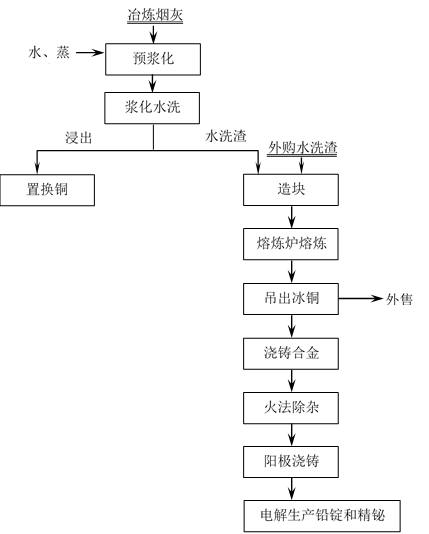 冶炼烟灰
水、蒸
预浆化
浆化水洗
浸出
水洗渣
外购水洗渣
置换铜
造块
熔炼炉熔炼
吊出冰铜
外售
浇铸合金
火法除杂
阳极浇铸
电解生产铅锭和精铋